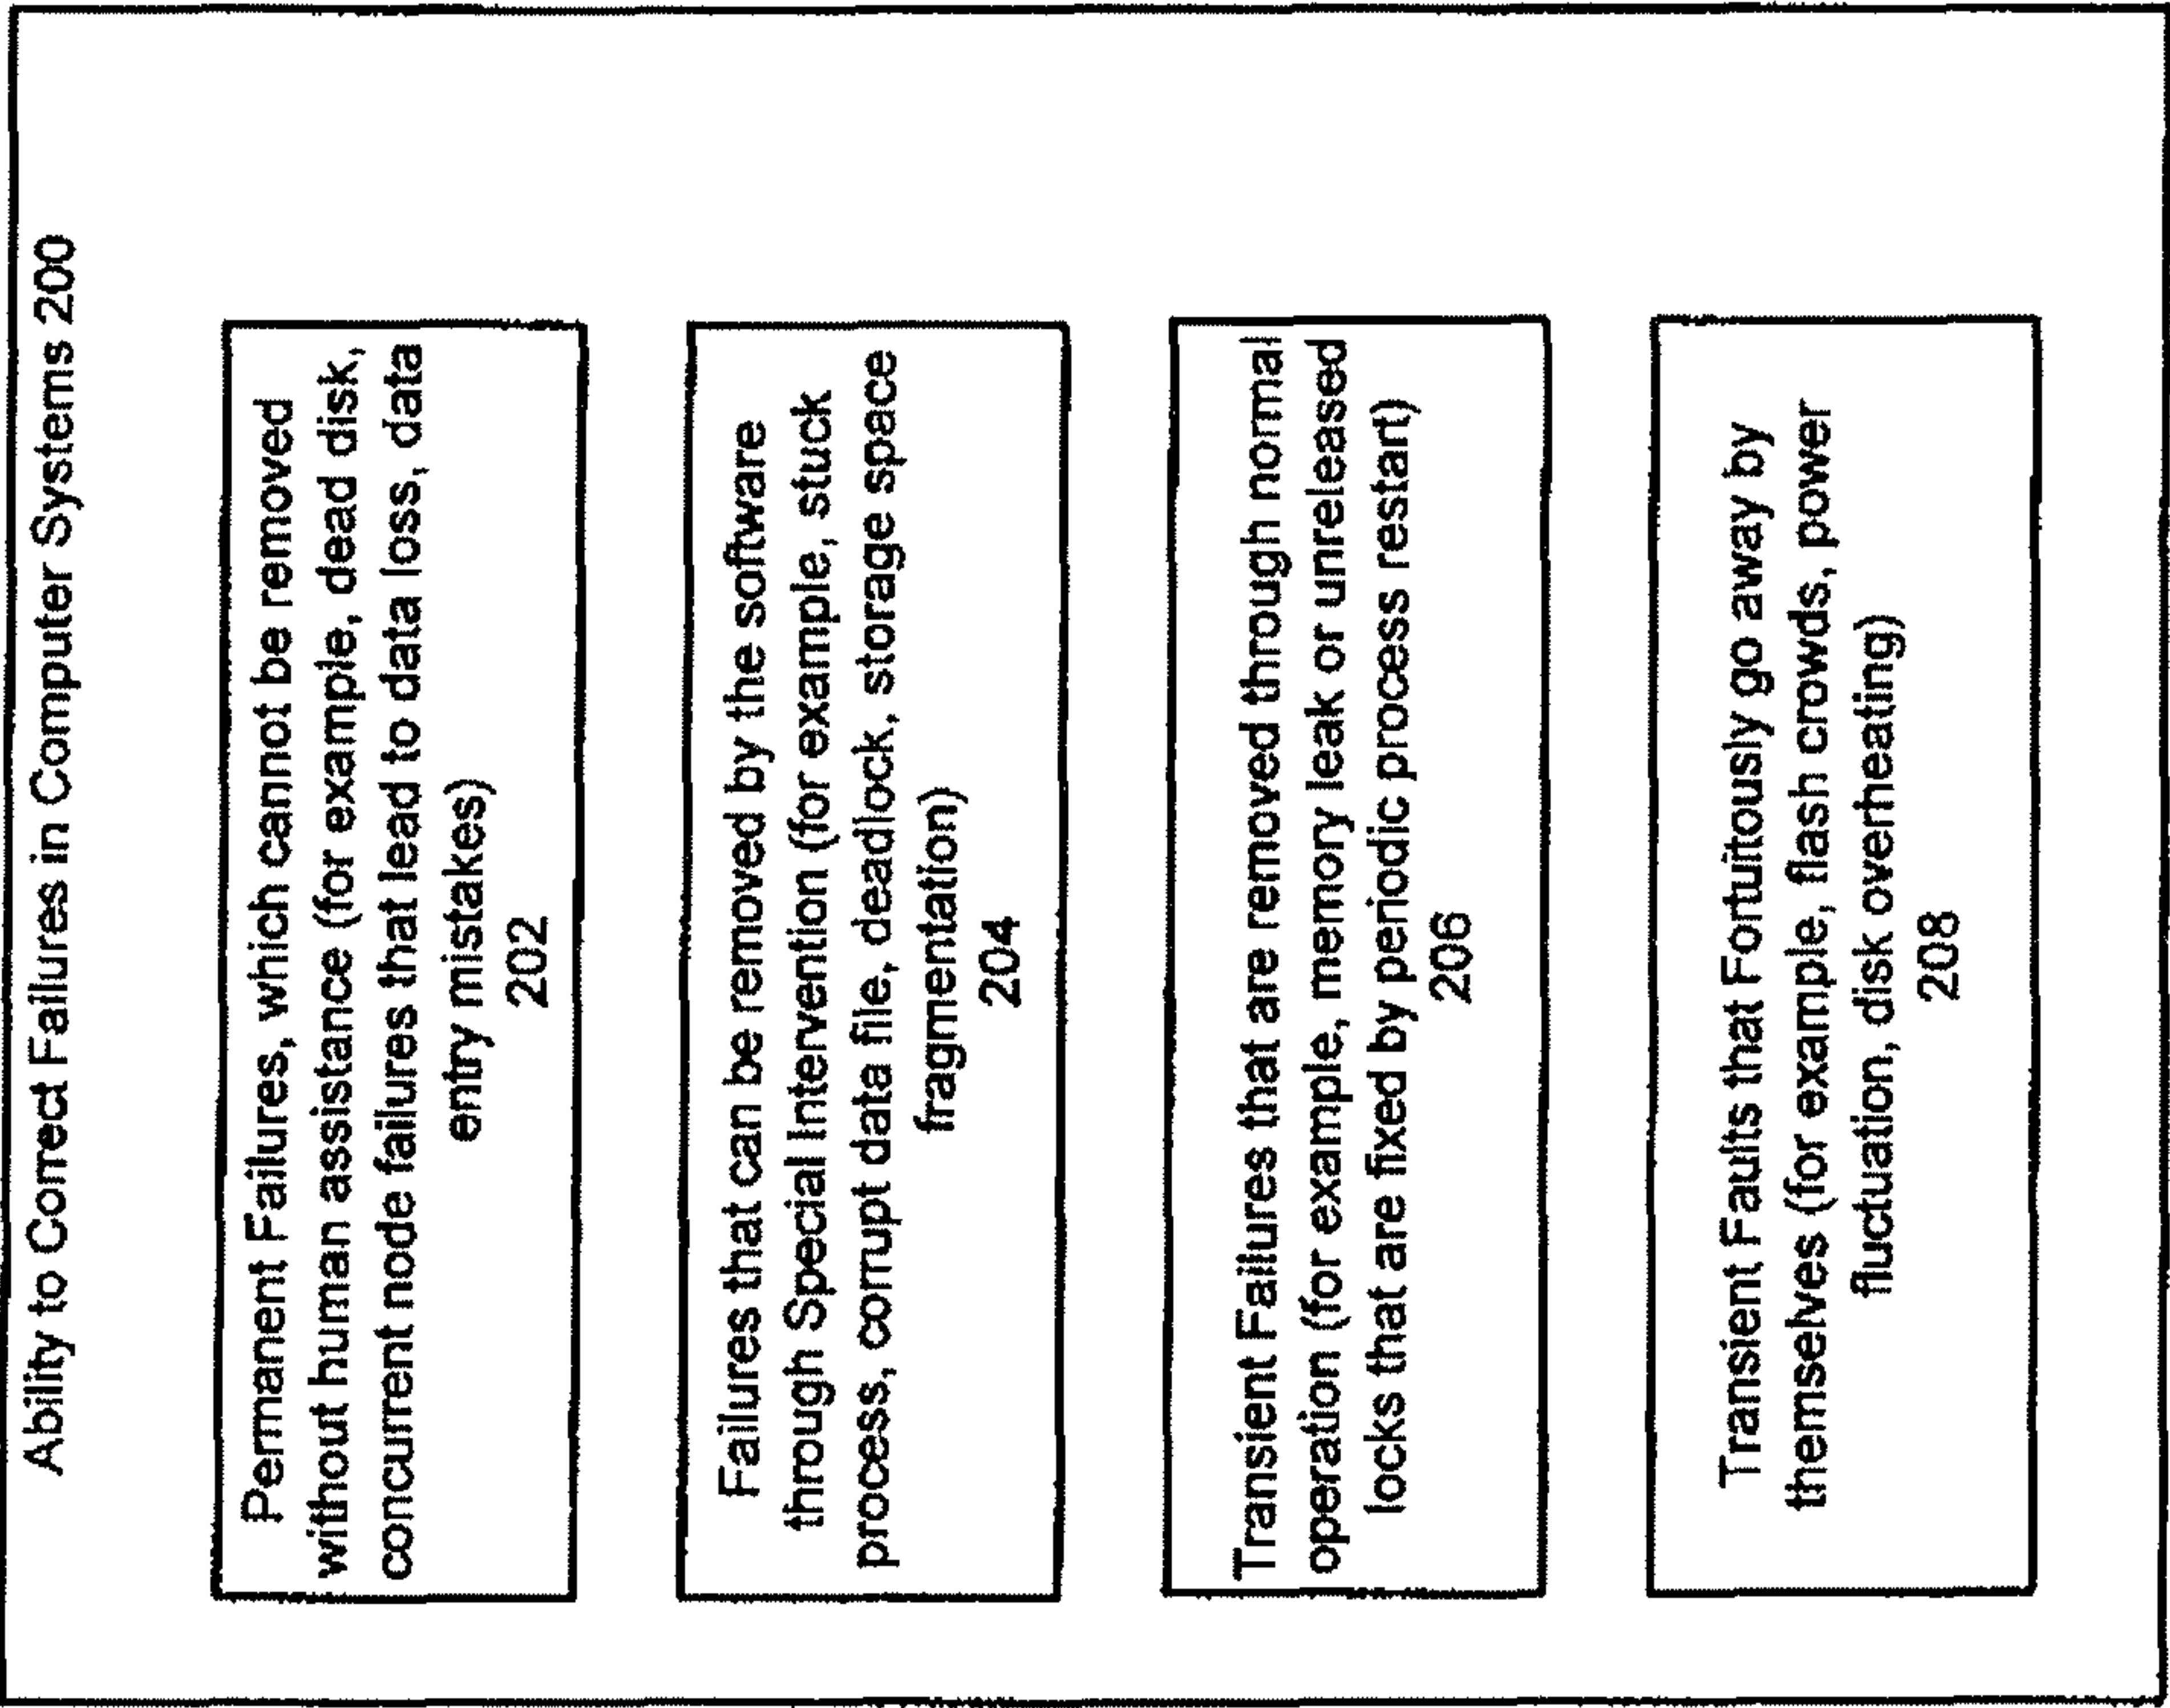 Ability to Correct Failures in Computer Systems 200
Permanent Failures, which cannot be removed
without human assistance (for example, dead disk,
concurrent node failures that lead to data loss, data
entry mistakes)
202
Failures that can be removed by the software
through Special Intervention (for example, stuck
process, corrupt data file, deadlock, storage space
fragmentation)
204
Transient Failures that are removed through normal
operation (for example, memory leak or unreleased
locks that are fixed by periodic process restart)
206
Transient Faults that Fortuitously go away by
themselves (for example, flash crowds, power
fluctuation, disk overheating)
208